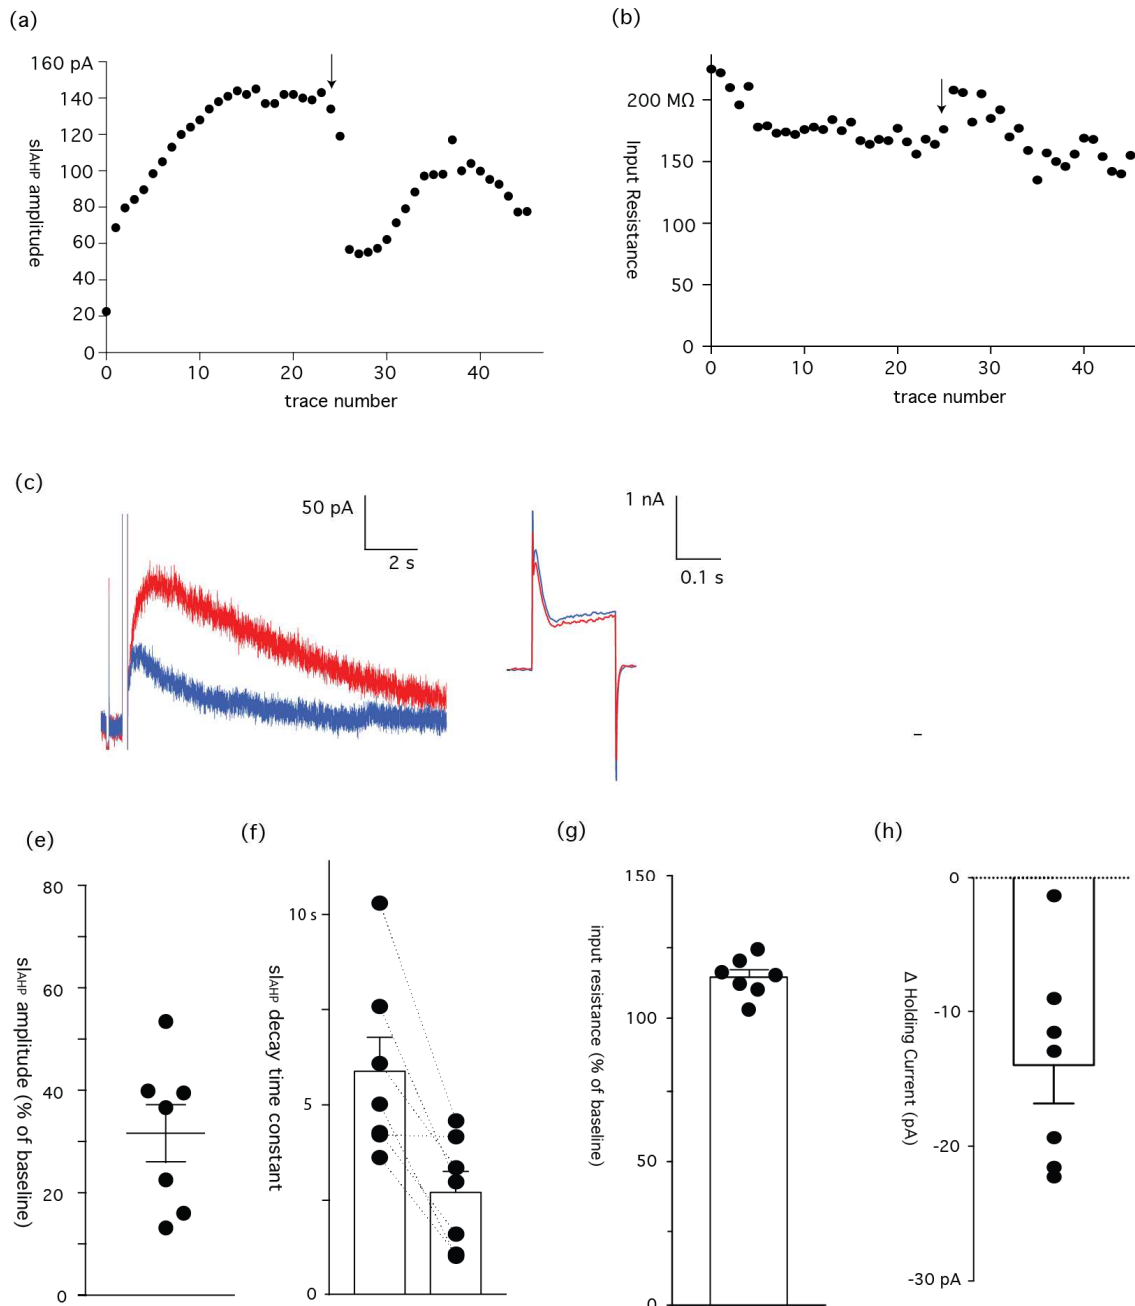 (a)
160 pA
140
120
100
80
60
40
20
0
sIAHP amplitude
0 10 20 30 40
trace number
(b)
200 MΩ
150
100
50
0
Input Resistance
0 10 20 30 40
trace number
(c)
50 pA
2 s
1 nA
0.1 s
(e)
80
60
40
20
0
sIAHP amplitude (% of baseline)
(f)
10 s
5
0
sIAHP decay time constant
(g)
150
100
50
0
input resistance (% of baseline)
(h)
0
-10
-20
-30 pA
Δ Holding Current (pA)